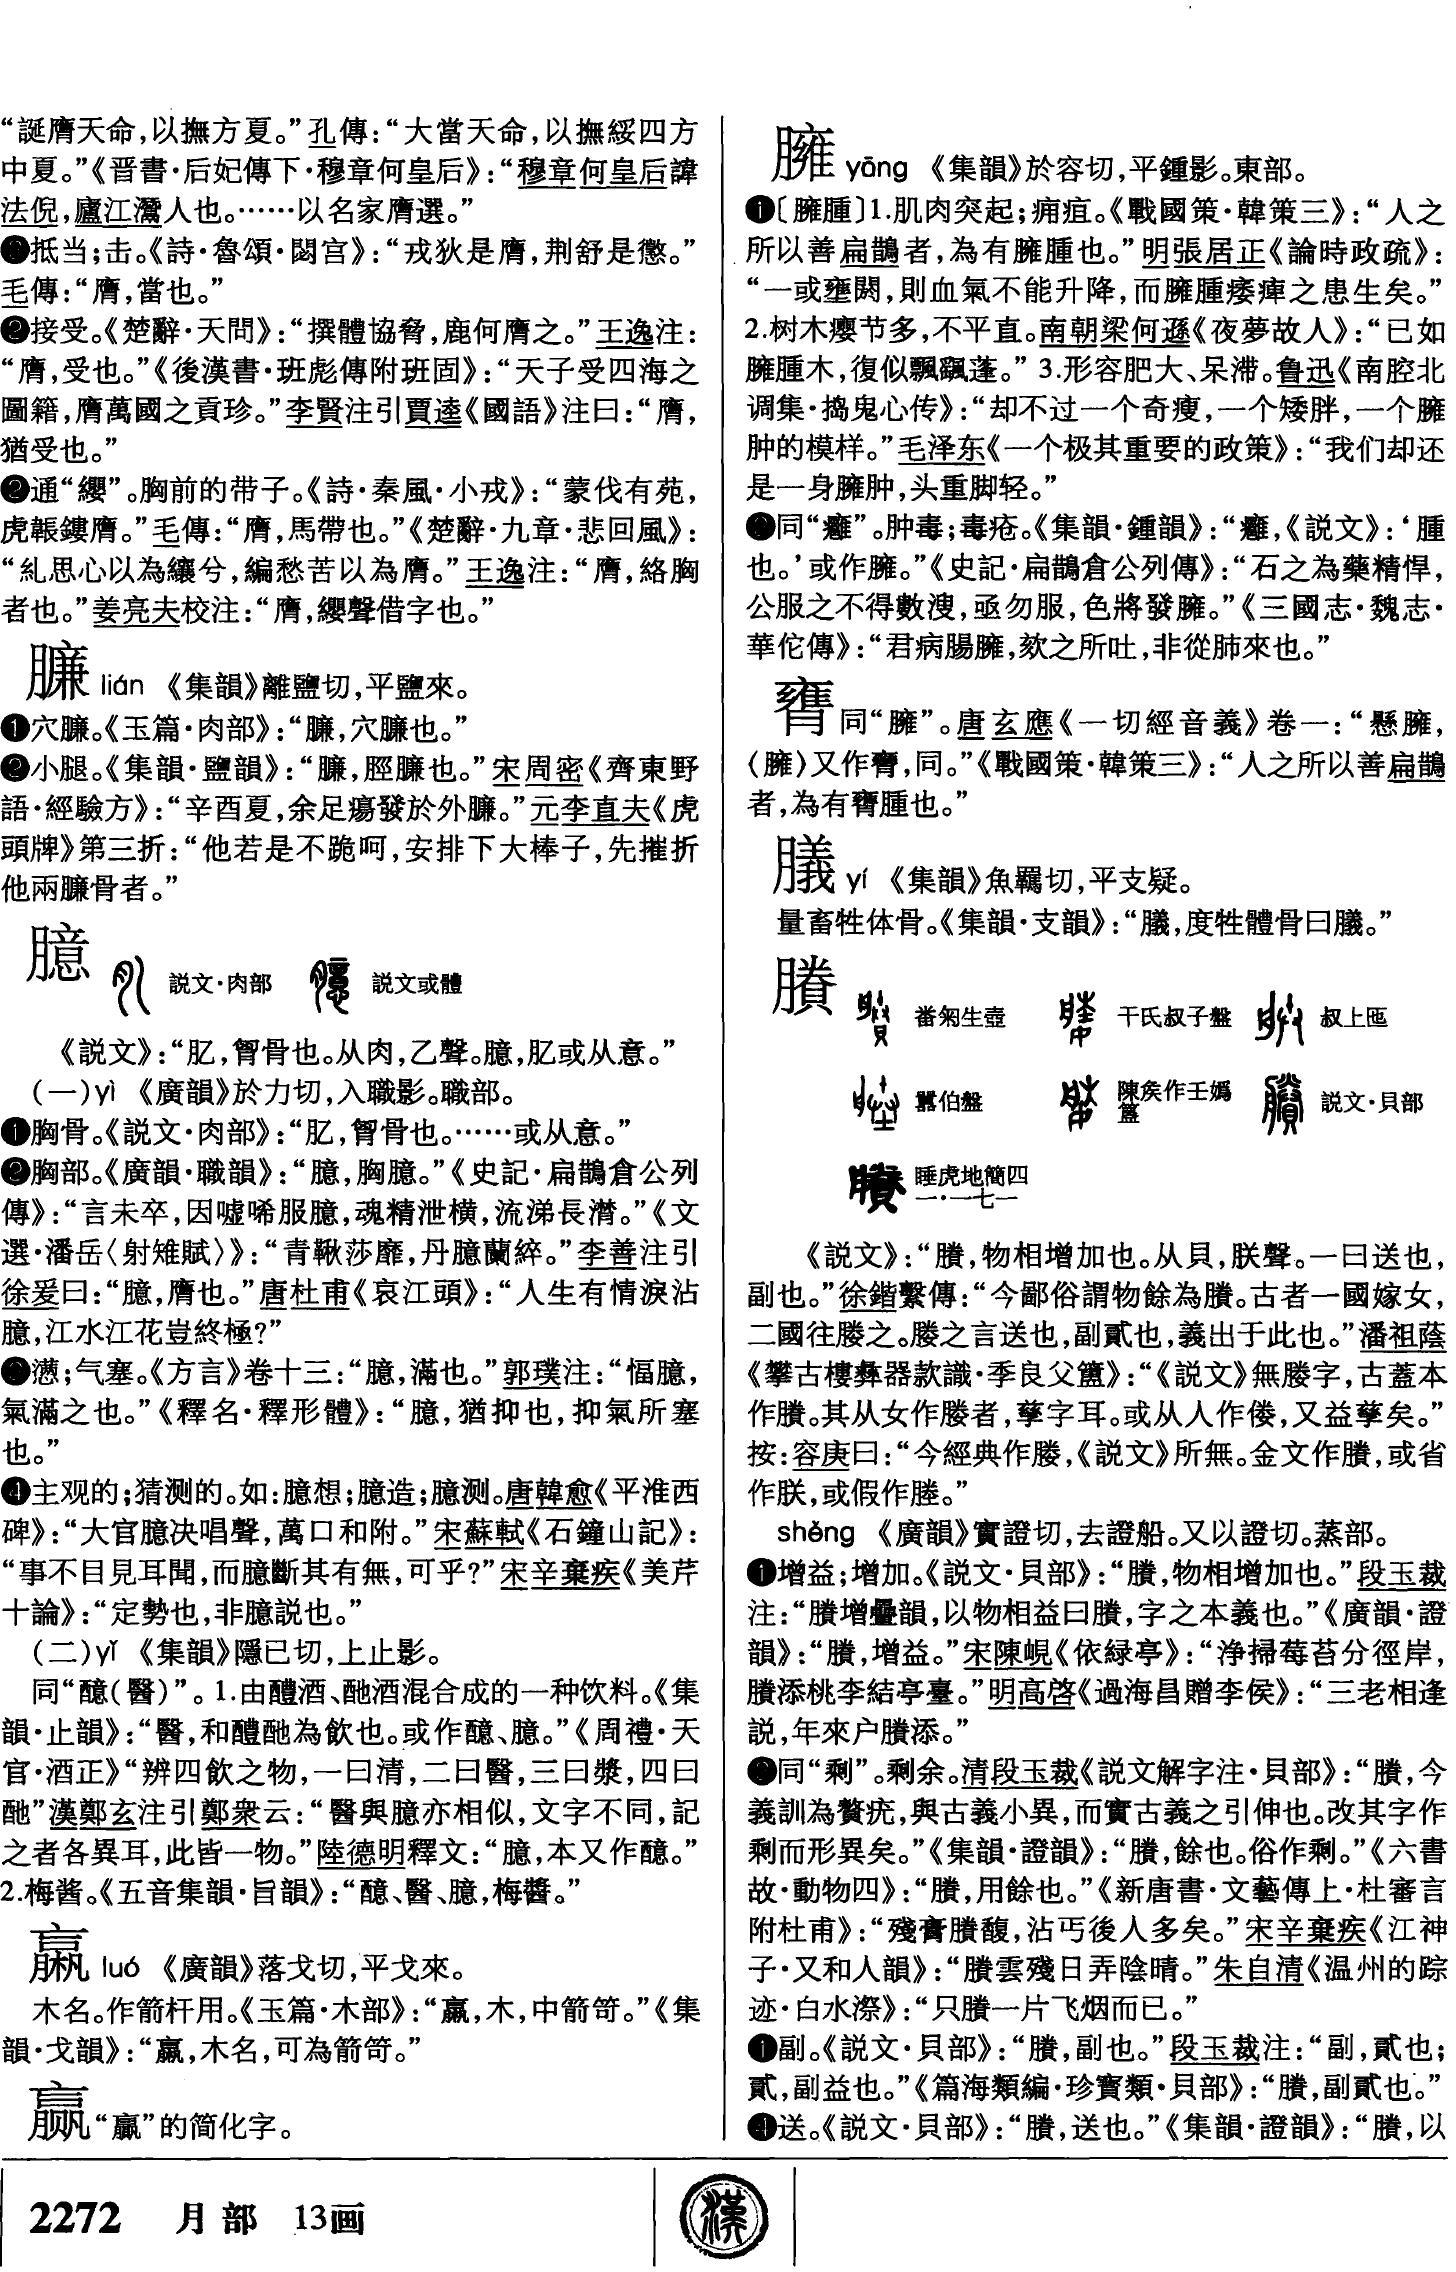 “誕膺天命，以撫方夏。”孔傳：“大當天命，以撫綏四方
中夏。”《晋書·后妃傳下·穆章何皇后》：“穆章何皇后諱
法倪，廬江灊人也。……以名家膺選。”
抵当；击。《詩·魯頌·閟宫》：“戎狄是膺，荆舒是懲。”
毛傳：“膺，當也。”
接受。《楚辭·天問》：“撰體協脅，鹿何膺之。”王逸注：
“膺，受也。”《後漢書·班彪傳附班固》：“天子受四海之
圖籍，膺萬國之貢珍。”李賢注引賈逵《國語》注曰：“膺，
猶受也。”
通“纓”。胸前的带子。《詩·秦風·小戎》：“蒙伐有苑，
虎韔鏤膺。”毛傳：“膺，馬帶也。”《楚辭·九章·悲回風》：
“糺思心以為纕兮，編愁苦以為膺。”王逸注：“膺，絡胸
者也。”姜亮夫校注：“膺，纓聲借字也。”
臁 lián 《集韻》離鹽切，平鹽來。
❶穴臁。《玉篇·肉部》：“臁，穴臁也。”
❷小腿。《集韻·鹽韻》：“臁，脛臁也。”宋周密《齊東野
語·經驗方》：“辛酉夏，余足瘍發於外臁。”元李直夫《虎
頭牌》第三折：“他若是不跪呵，安排下大棒子，先摧折
他兩臁骨者。”
臆 説文·肉部 説文或體
《説文》：“肊，胷骨也。从肉，乙聲。臆，肊或从意。”
(一)yì 《廣韻》於力切，入職影。職部。
❶胸骨。《説文·肉部》：“肊，胷骨也。……或从意。”
❷胸部。《廣韻·職韻》：“臆，胸臆。”《史記·扁鵲倉公列
傳》：“言未卒，因噓唏服臆，魂精泄横，流涕長潸。”《文
選·潘岳〈射雉賦〉》：“青鞦莎靡，丹臆蘭綷。”李善注引
徐爰曰：“臆，膺也。”唐杜甫《哀江頭》：“人生有情淚沾
臆，江水江花豈終極？”
❸懑；气塞。《方言》卷十三：“臆，滿也。”郭璞注：“愊臆，
氣滿之也。”《釋名·釋形體》：“臆，猶抑也，抑氣所塞
也。”
❹主观的；猜测的。如：臆想；臆造；臆测。唐韓愈《平淮西
碑》：“大官臆决唱聲，萬口和附。”宋蘇軾《石鐘山記》：
“事不目見耳聞，而臆斷其有無，可乎？”宋辛棄疾《美芹
十論》：“定勢也，非臆説也。”
(二)yǐ 《集韻》隱已切，上止影。
同“醷(醫)”。1.由醴酒、酏酒混合成的一种饮料。《集
韻·止韻》：“醫，和醴酏為飲也。或作醷、臆。”《周禮·天
官·酒正》“辨四飲之物，一曰清，二曰醫，三曰漿，四曰
酏”漢鄭玄注引鄭衆云：“醫與臆亦相似，文字不同，記
之者各異耳，此皆一物。”陸德明釋文：“臆，本又作醷。”
2.梅酱。《五音集韻·旨韻》：“醷、醫、臆，梅醬。”
luó 《廣韻》落戈切，平戈來。
木名。作箭杆用。《玉篇·木部》：“ ，木，中箭笴。”《集
韻·戈韻》：“ ，木名，可為箭笴。”
“ ”的简化字。
臃 yōng 《集韻》於容切，平鍾影。東部。
❶〔臃腫〕1.肌肉突起；痈疽。《戰國策·韓策三》：“人之
所以善扁鵲者，為有臃腫也。”明張居正《論時政疏》：
“一或壅閼，則血氣不能升降，而臃腫痿痺之患生矣。”
2.树木瘿节多，不平直。南朝梁何遜《夜夢故人》：“已如
臃腫木，復似飄飖蓬。” 3.形容肥大、呆滞。鲁迅《南腔北
调集·捣鬼心传》：“却不过一个奇瘦，一个矮胖，一个臃
肿的模样。”毛泽东《一个极其重要的政策》：“我们却还
是一身臃肿，头重脚轻。”
❷同“癰”。肿毒；毒疮。《集韻·鍾韻》：“癰，《説文》：‘腫
也。’或作臃。”《史記·扁鵲倉公列傳》：“石之為藥精悍，
公服之不得數溲，亟勿服，色將發臃。”《三國志·魏志·
華佗傳》：“君病腸臃，欬之所吐，非從肺來也。”
同“臃”。唐玄應《一切經音義》卷一：“懸臃，
(臃)又作 ，同。”《戰國策·韓策三》：“人之所以善扁鵲
者，為有 腫也。”
䑄 yí 《集韻》魚羈切，平支疑。
量畜牲体骨。《集韻·支韻》：“䑄，度牲體骨曰䑄。”
賸 番匊生壺 干氏叔子盤 叔上匜
嚚伯盤 陳矦作壬嬀簠 説文·貝部
睡虎地簡四一·一七一
《説文》：“賸，物相增加也。从貝，朕聲。一曰送也，
副也。”徐鍇繫傳：“今鄙俗謂物餘為賸。古者一國嫁女，
二國往媵之。媵之言送也，副貳也，義出于此也。”潘祖蔭
《攀古樓彝器款識·季良父簠》：“《説文》無媵字，古蓋本
作賸。其从女作媵者，孳字耳。或从人作倴，又益孳矣。”
按：容庚曰：“今經典作媵，《説文》所無。金文作賸，或省
作朕，或假作塍。”
shèng 《廣韻》實證切，去證船。又以證切。蒸部。
❶增益；增加。《説文·貝部》：“賸，物相增加也。”段玉裁
注：“賸增疊韻，以物相益曰賸，字之本義也。”《廣韻·證
韻》：“賸，增益。”宋陳峴《依緑亭》：“浄掃莓苔分徑岸，
賸添桃李結亭臺。”明高啓《過海昌贈李侯》：“三老相逢
説，年來户賸添。”
❷同“剩”。剩余。清段玉裁《説文解字注·貝部》：“賸，今
義訓為贅疣，與古義小異，而實古義之引伸也。改其字作
剩而形異矣。”《集韻·證韻》：“賸，餘也。俗作剩。”《六書
故·動物四》：“賸，用餘也。”《新唐書·文藝傳上·杜審言
附杜甫》：“殘膏賸馥，沾丐後人多矣。”宋辛棄疾《江神
子·又和人韻》：“賸雲殘日弄陰晴。”朱自清《温州的踪
迹·白水漈》：“只賸一片飞烟而已。”
副。《説文·貝部》：“賸，副也。”段玉裁注：“副，貳也；
貳，副益也。”《篇海類編·珍寳類·貝部》：“賸，副貳也。”
❹送。《説文·貝部》：“賸，送也。”《集韻·證韻》：“賸，以
2272 月部 13画
漢